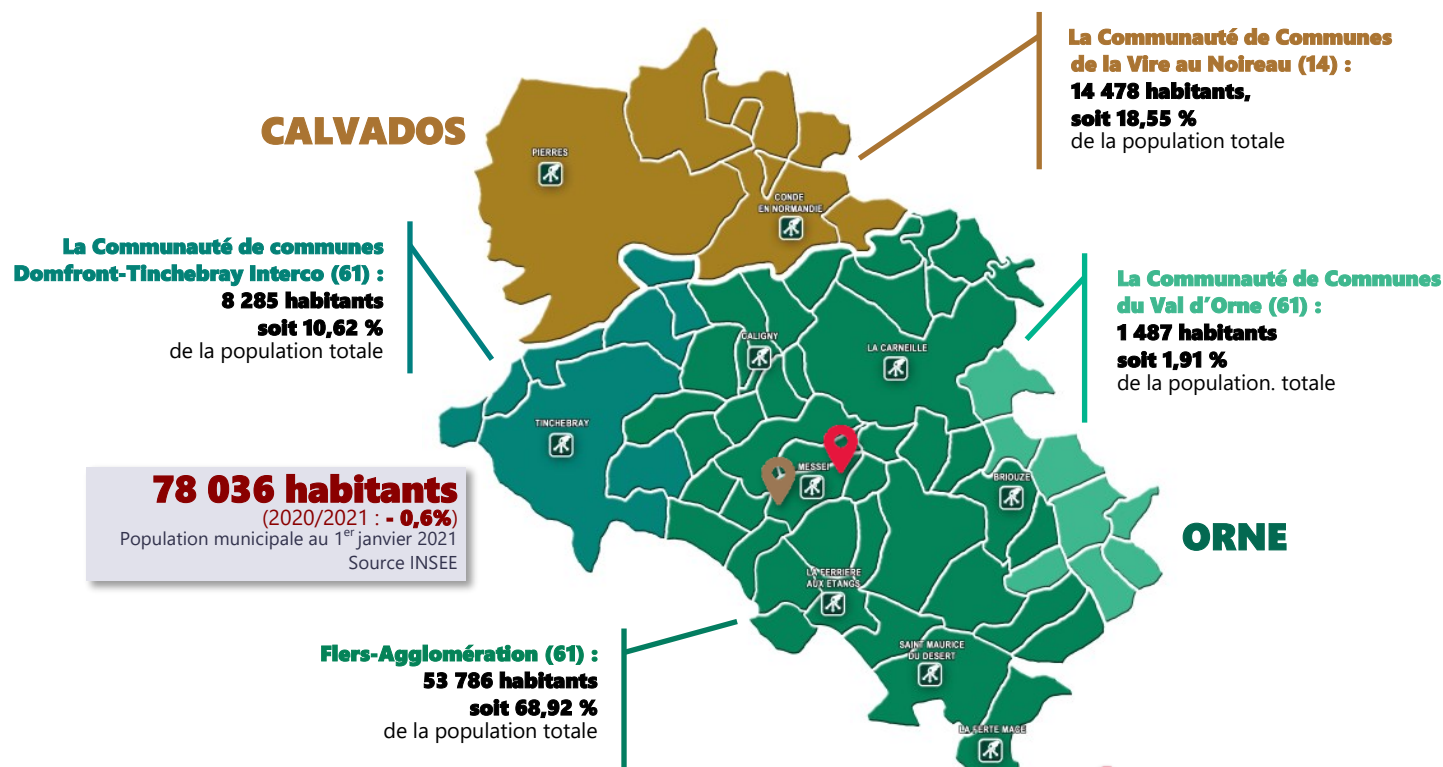 La Communauté de Communes
de la Vire au Noireau (14) :
14 478 habitants,
soit 18,55 %
de la population totale
CALVADOS
PIERRES
CONDE
EN NORMANDIE
La Communauté de communes
Domfront-Tinchebray Interco (61) :
8 285 habitants
soit 10,62 %
de la population totale
La Communauté de Communes
du Val d’Orne (61) :
1 487 habitants
soit 1,91 %
de la population. totale
CALIGNY
LA CARNEILLE
TINCHEBRAY
MESSEI
BRIOUZE
78 036 habitants
(2020/2021 : - 0,6%)
Population municipale au 1er janvier 2021
Source INSEE
ORNE
LA FERRIERE
AUX ETANGS
Flers-Agglomération (61) :
53 786 habitants
soit 68,92 %
de la population totale
SAINT MAURICE
DU DESERT
LA FERTE MACE